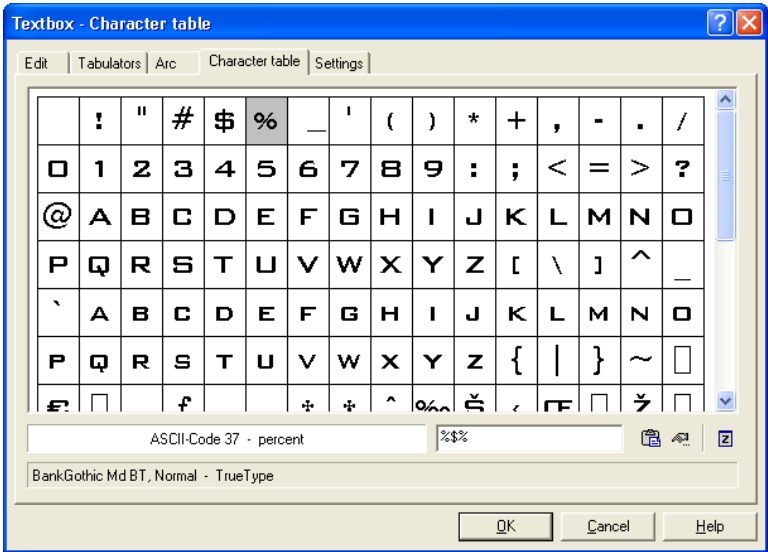 Textbox - Character table
Edit Tabulators Arc Character table Settings
! " # $ % _ ' ( ) * + , - . /
0 1 2 3 4 5 6 7 8 9 : ; < = > ?
@ A B C D E F G H I J K L M N O
P Q R S T U V W X Y Z [ \ ] ^ _
` A B C D E F G H I J K L M N O
P Q R S T U V W X Y Z { | } ~
€ ƒ ‡ ‡ ˆ ‰ Š ‹ Œ Ž
ASCII-Code 37 - percent %$%
BankGothic Md BT, Normal - TrueType
OK Cancel Help